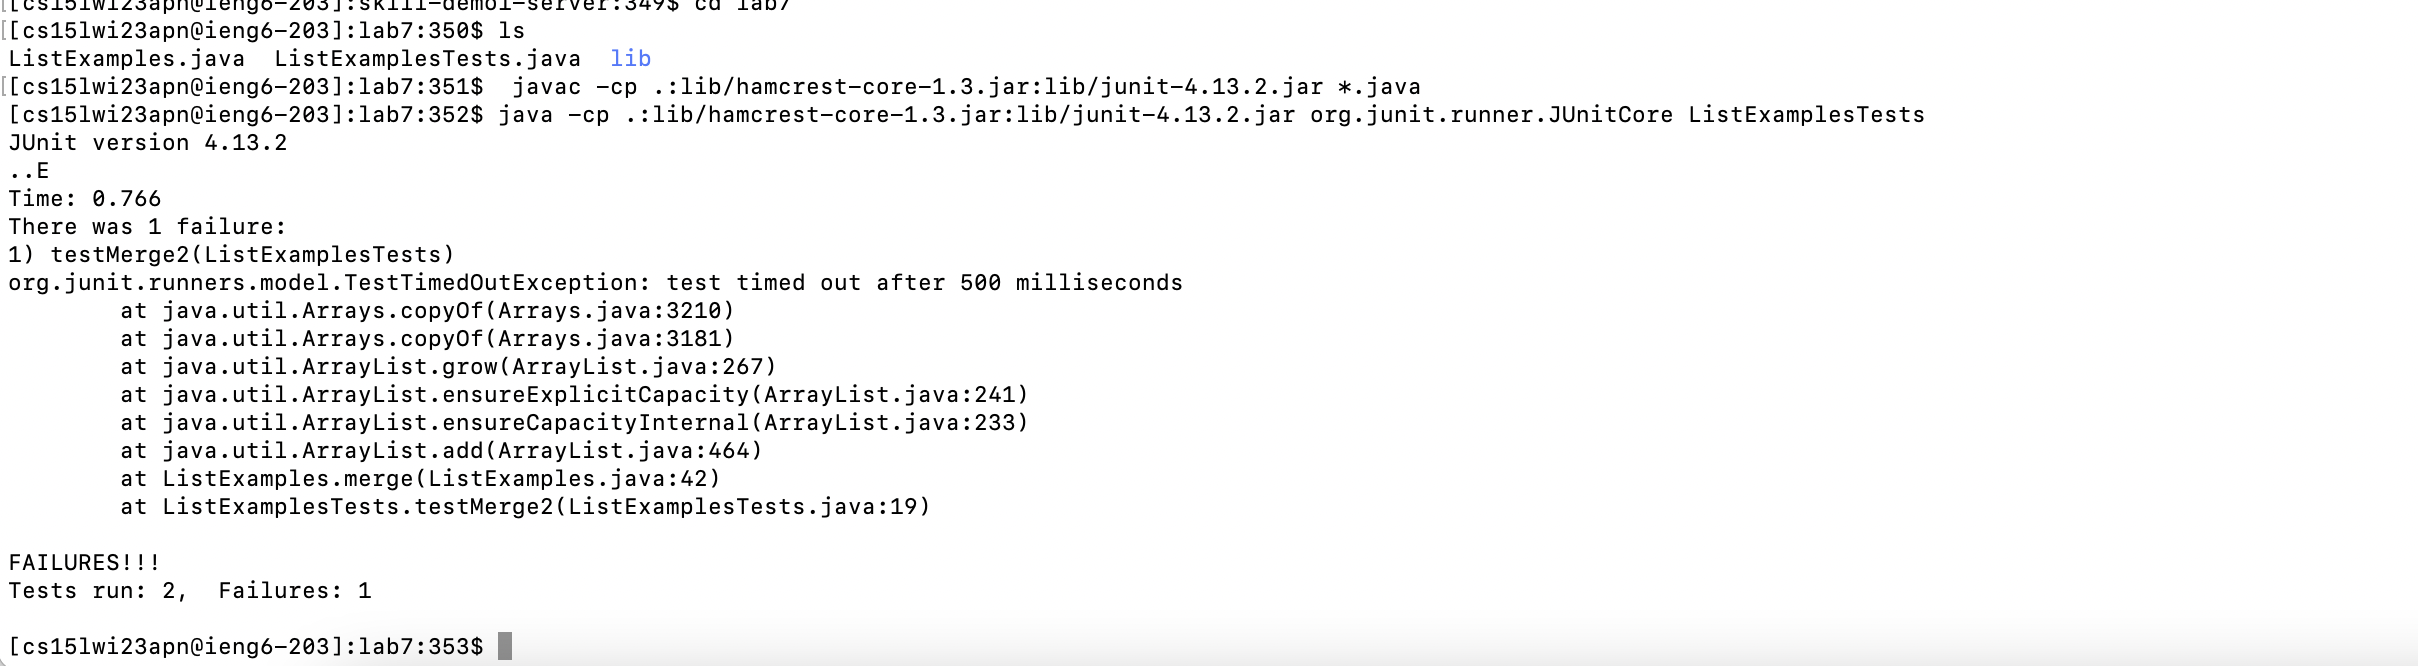 [[cs15lwi23apn@ieng6-203]:skill-demo1-server:349$ cd lab7
[[cs15lwi23apn@ieng6-203]:lab7:350$ ls
ListExamples.java  ListExamplesTests.java  lib
[[cs15lwi23apn@ieng6-203]:lab7:351$  javac -cp .:lib/hamcrest-core-1.3.jar:lib/junit-4.13.2.jar *.java
[cs15lwi23apn@ieng6-203]:lab7:352$ java -cp .:lib/hamcrest-core-1.3.jar:lib/junit-4.13.2.jar org.junit.runner.JUnitCore ListExamplesTests
JUnit version 4.13.2
..E
Time: 0.766
There was 1 failure:
1) testMerge2(ListExamplesTests)
org.junit.runners.model.TestTimedOutException: test timed out after 500 milliseconds
        at java.util.Arrays.copyOf(Arrays.java:3210)
        at java.util.Arrays.copyOf(Arrays.java:3181)
        at java.util.ArrayList.grow(ArrayList.java:267)
        at java.util.ArrayList.ensureExplicitCapacity(ArrayList.java:241)
        at java.util.ArrayList.ensureCapacityInternal(ArrayList.java:233)
        at java.util.ArrayList.add(ArrayList.java:464)
        at ListExamples.merge(ListExamples.java:42)
        at ListExamplesTests.testMerge2(ListExamplesTests.java:19)
FAILURES!!!
Tests run: 2,  Failures: 1
[cs15lwi23apn@ieng6-203]:lab7:353$